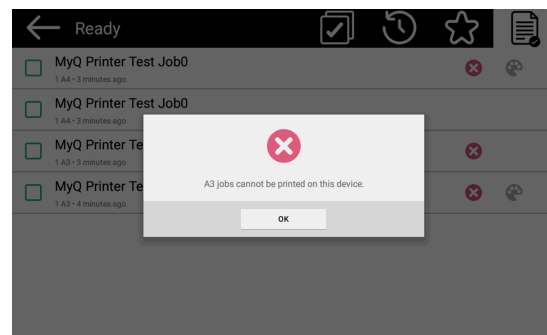 Ready
MyQ Printer Test Job0
1 A4 • 3 minutes ago
MyQ Printer Test Job0
1 A4 • 3 minutes ago
MyQ Printer Te
1 A3 • 3 minutes ago
MyQ Printer Te
1 A3 • 4 minutes ago
A3 jobs cannot be printed on this device.
OK